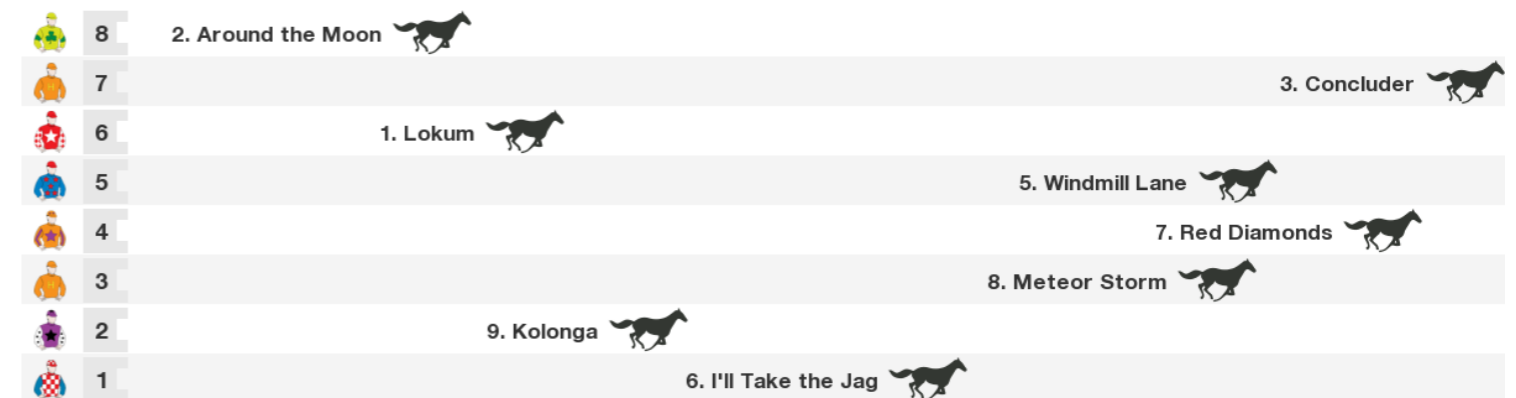 8 2. Around the Moon
7 3. Concluder
6 1. Lokum
5 5. Windmill Lane
4 7. Red Diamonds
3 8. Meteor Storm
2 9. Kolonga
1 6. I'll Take the Jag